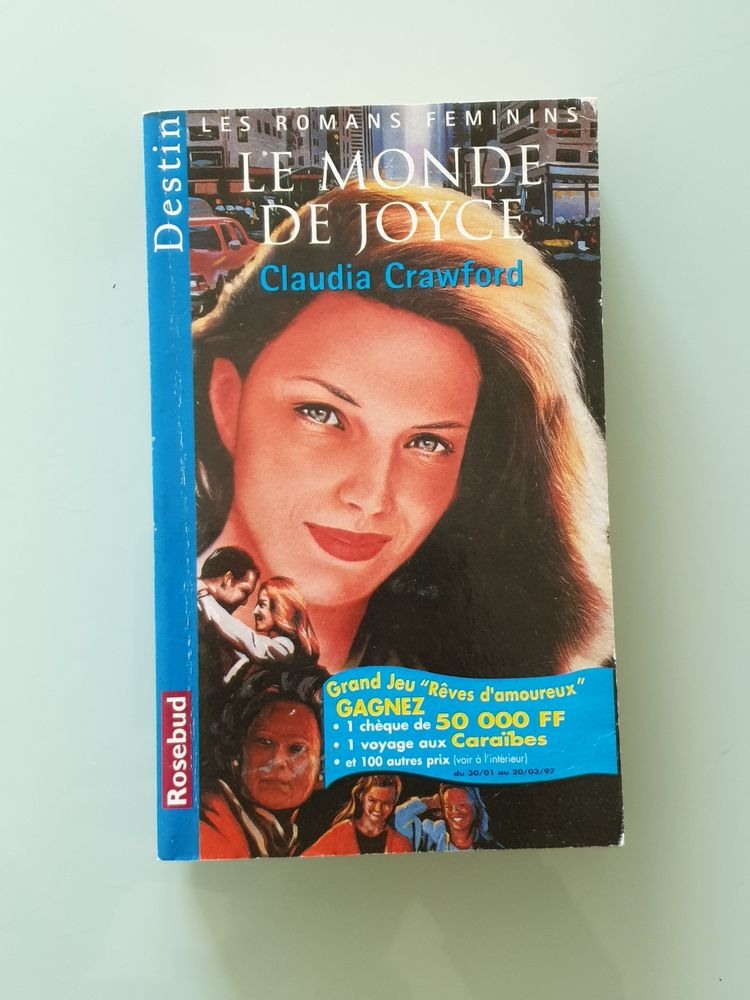 LES ROMANS FEMININS
LE MONDE
DE JOYCE
Claudia Crawford
Destin
Rosebud
Grand Jeu "Rêves d'amoureux"
GAGNEZ
• 1 chèque de 50 000 FF
• 1 voyage aux Caraïbes
• et 100 autres prix (voir à l'intérieur)
du 30/01 au 20/03/97